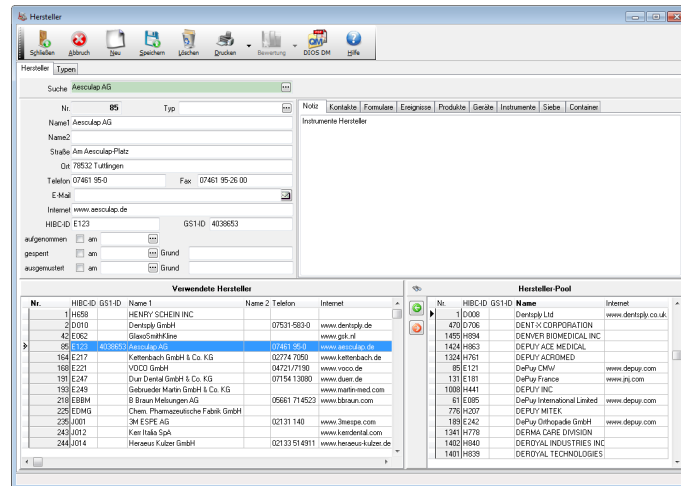 Hersteller
Schließen Abbruch Neu Speichern Löschen Drucken Bewertung DIOS DM Hilfe
Hersteller Typen
Suche Aesculap AG
Nr. 85 Typ
Name1 Aesculap AG
Name2
Straße Am Aesculap-Platz
Ort 78532 Tuttlingen
Telefon 07461 95-0 Fax 07461 95-26 00
E-Mail
Internet www.aesculap.de
HIBC-ID E123 GS1-ID 4038653
aufgenommen am
gesperrt am Grund
ausgemustert am Grund
Notiz Kontakte Formulare Ereignisse Produkte Geräte Instrumente Siebe Container
Instrumente Hersteller
Verwendete Hersteller
Nr. HIBC-ID GS1-ID Name 1 Name 2 Telefon Internet
1 H658 HENRY SCHEIN INC
2 D010 Dentsply GmbH 07531-583-0 www.dentsply.de
42 E062 GlaxoSmithKline www.gsk.nl
85 E123 4038653 Aesculap AG 07461 95-0 www.aesculap.de
164 E217 Kettenbach GmbH & Co. KG 02774 7050 www.kettenbach.de
168 E221 VOCO GmbH 04721/7190 www.voco.de
191 E247 Durr Dental GmbH & Co. KG 07154 13080 www.duerr.de
193 E249 Gebrueder Martin GmbH & Co. KG www.martin-med.com
218 EBBM B Braun Melsungen AG 05661 714523 www.bbraun.com
225 EDMG Chem. Pharmazeutische Fabrik GmbH
235 J001 3M ESPE AG 02131 140 www.3mespe.com
243 J012 Kerr Italia SpA www.kerrdental.com
244 J014 Heraeus Kulzer GmbH 02133 514911 www.heraeus-kulzer.de
Hersteller-Pool
Nr. HIBC-ID GS1-ID Name Internet
1 D008 Dentsply Ltd www.dentsply.co.uk
470 D706 DENT-X CORPORATION
1455 H894 DENVER BIOMEDICAL INC
1424 H863 DEPUY ACE MEDICAL
1324 H761 DEPUY ACROMED
85 E121 DePuy CMW www.depuy.com
131 E181 DePuy France www.jnj.com
1008 H441 DEPUY INC
61 E085 DePuy International Limited www.depuy.com
776 H207 DEPUY MITEK
189 E242 DePuy Orthopadie GmbH www.depuy.com
1341 H778 DERMA CARE DIVISION
1402 H840 DEROYAL INDUSTRIES INC
1401 H839 DEROYAL TECHNOLOGIES